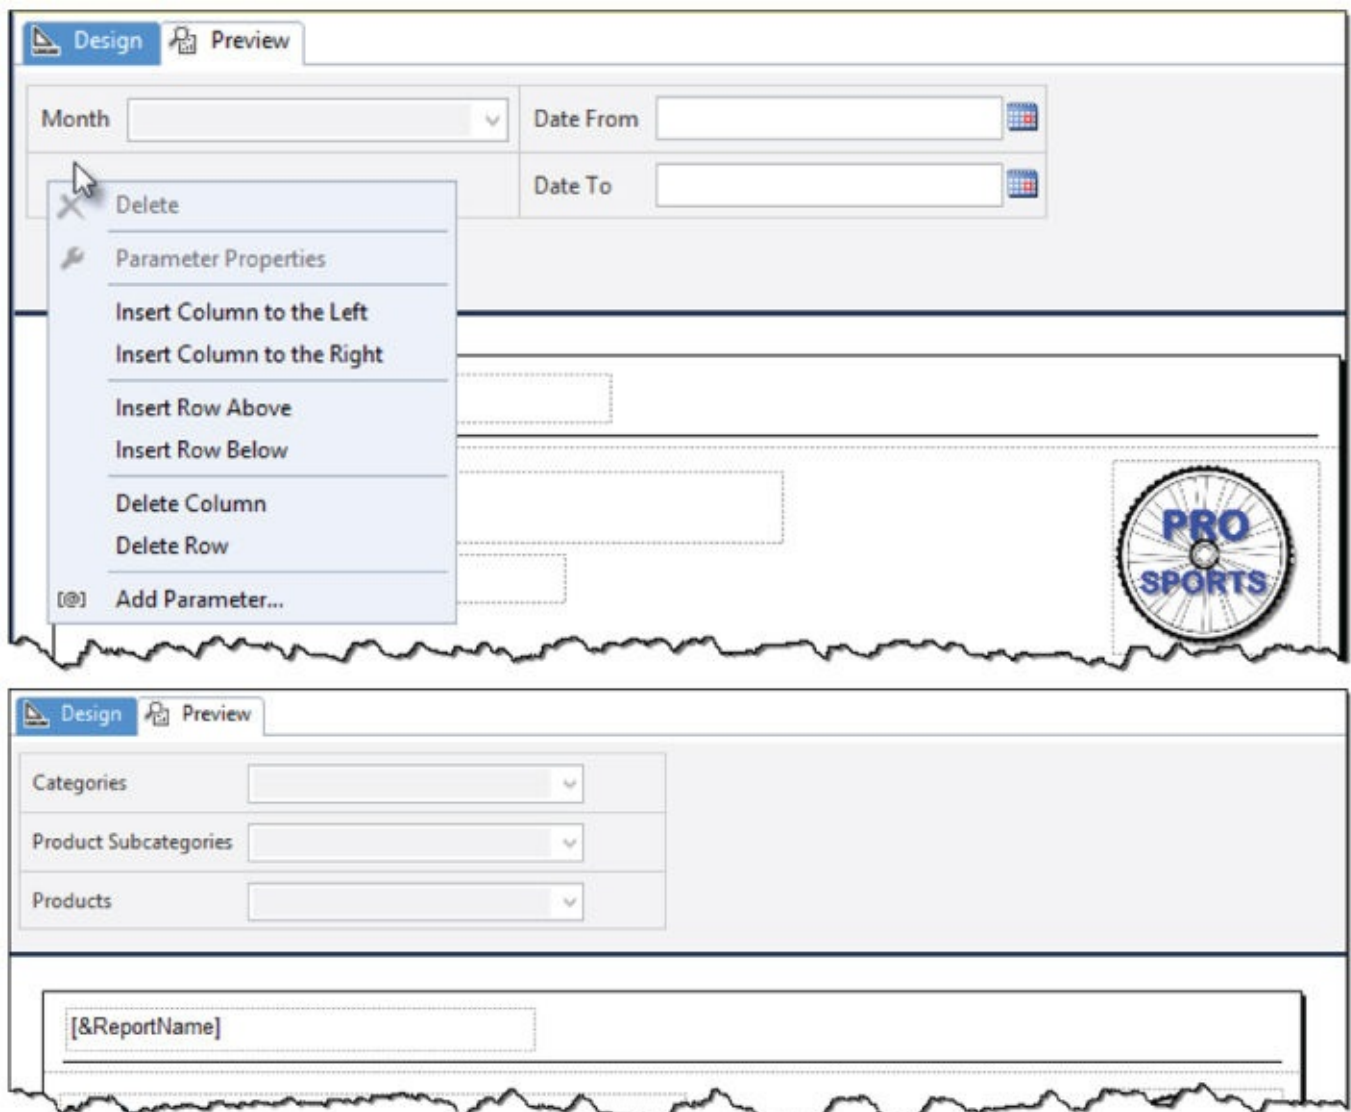 Design Preview
Month Date From
Date To
Delete
Parameter Properties
Insert Column to the Left
Insert Column to the Right
Insert Row Above
Insert Row Below
Delete Column
Delete Row
[@] Add Parameter...
PRO
SPORTS
Design Preview
Categories
Product Subcategories
Products
[&ReportName]